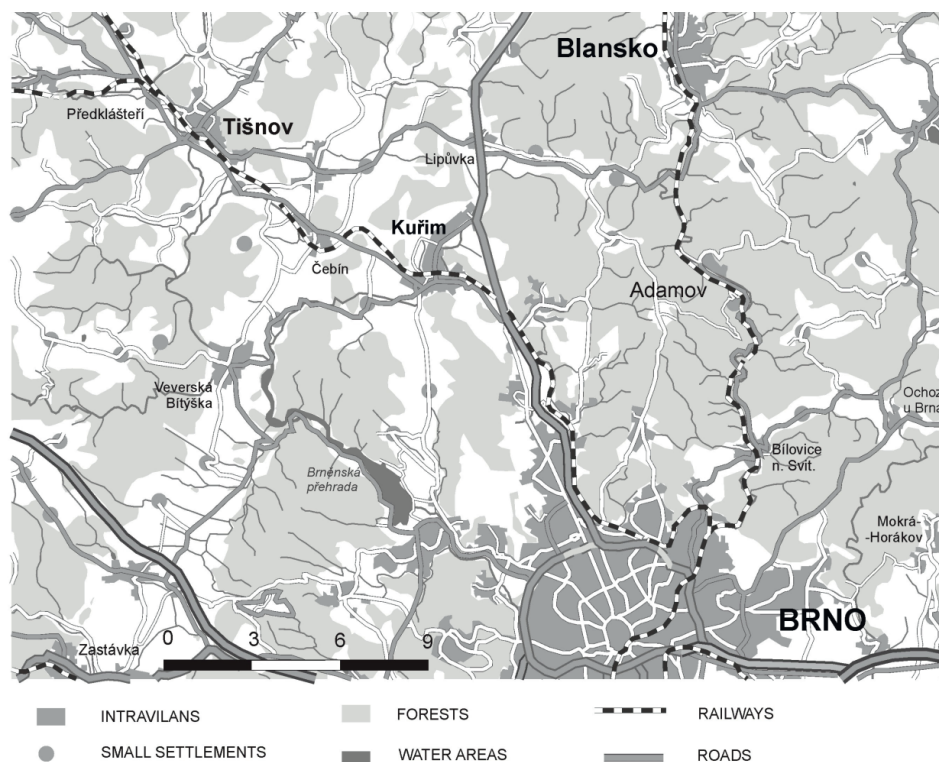 Blansko
Předklášteří
Tišnov
Lipůvka
Kuřim
Čebín
Adamov
Veverská
Bítýška
Ochoz
u Brna
Bílovice
n. Svit.
Brněnská
přehrada
Mokrá-
-Horákov
BRNO
Zastávka
0 3 6 9
INTRAVILANS FORESTS RAILWAYS
SMALL SETTLEMENTS WATER AREAS ROADS